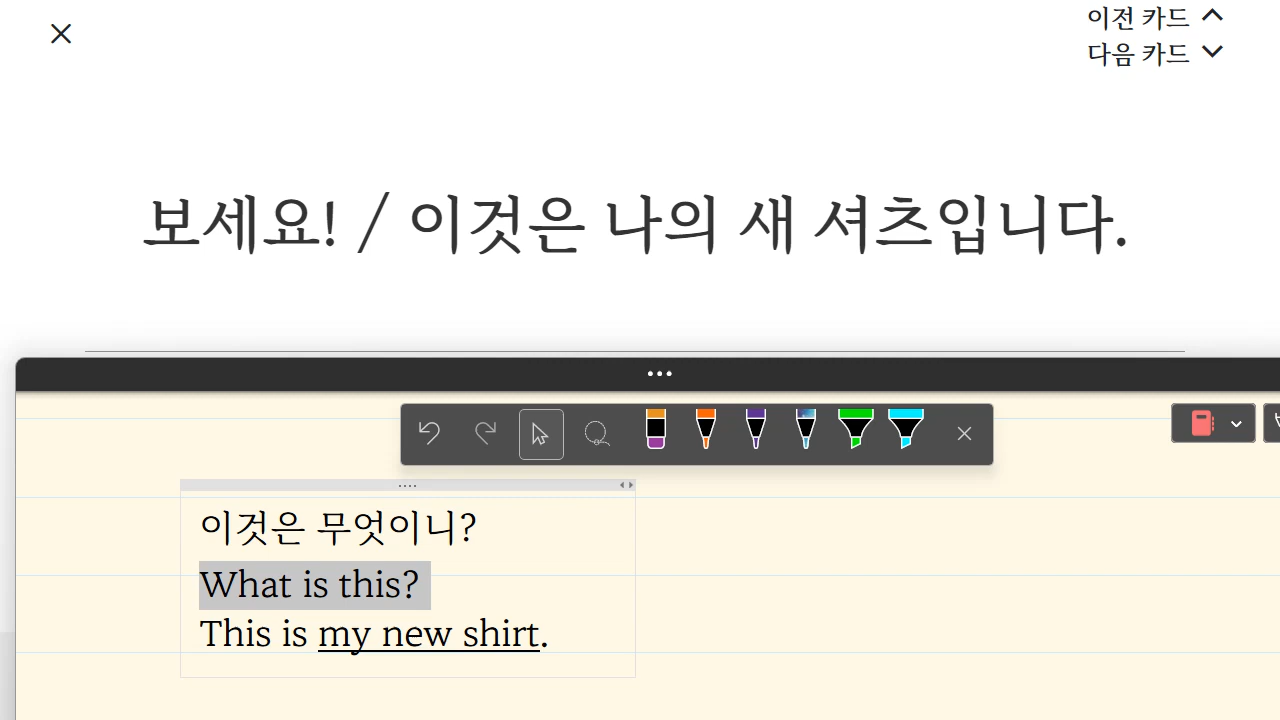 이전 카드
다음 카드
보세요! / 이것은 나의 새 셔츠입니다.
이것은 무엇이니?
What is this?
This is my new shirt.